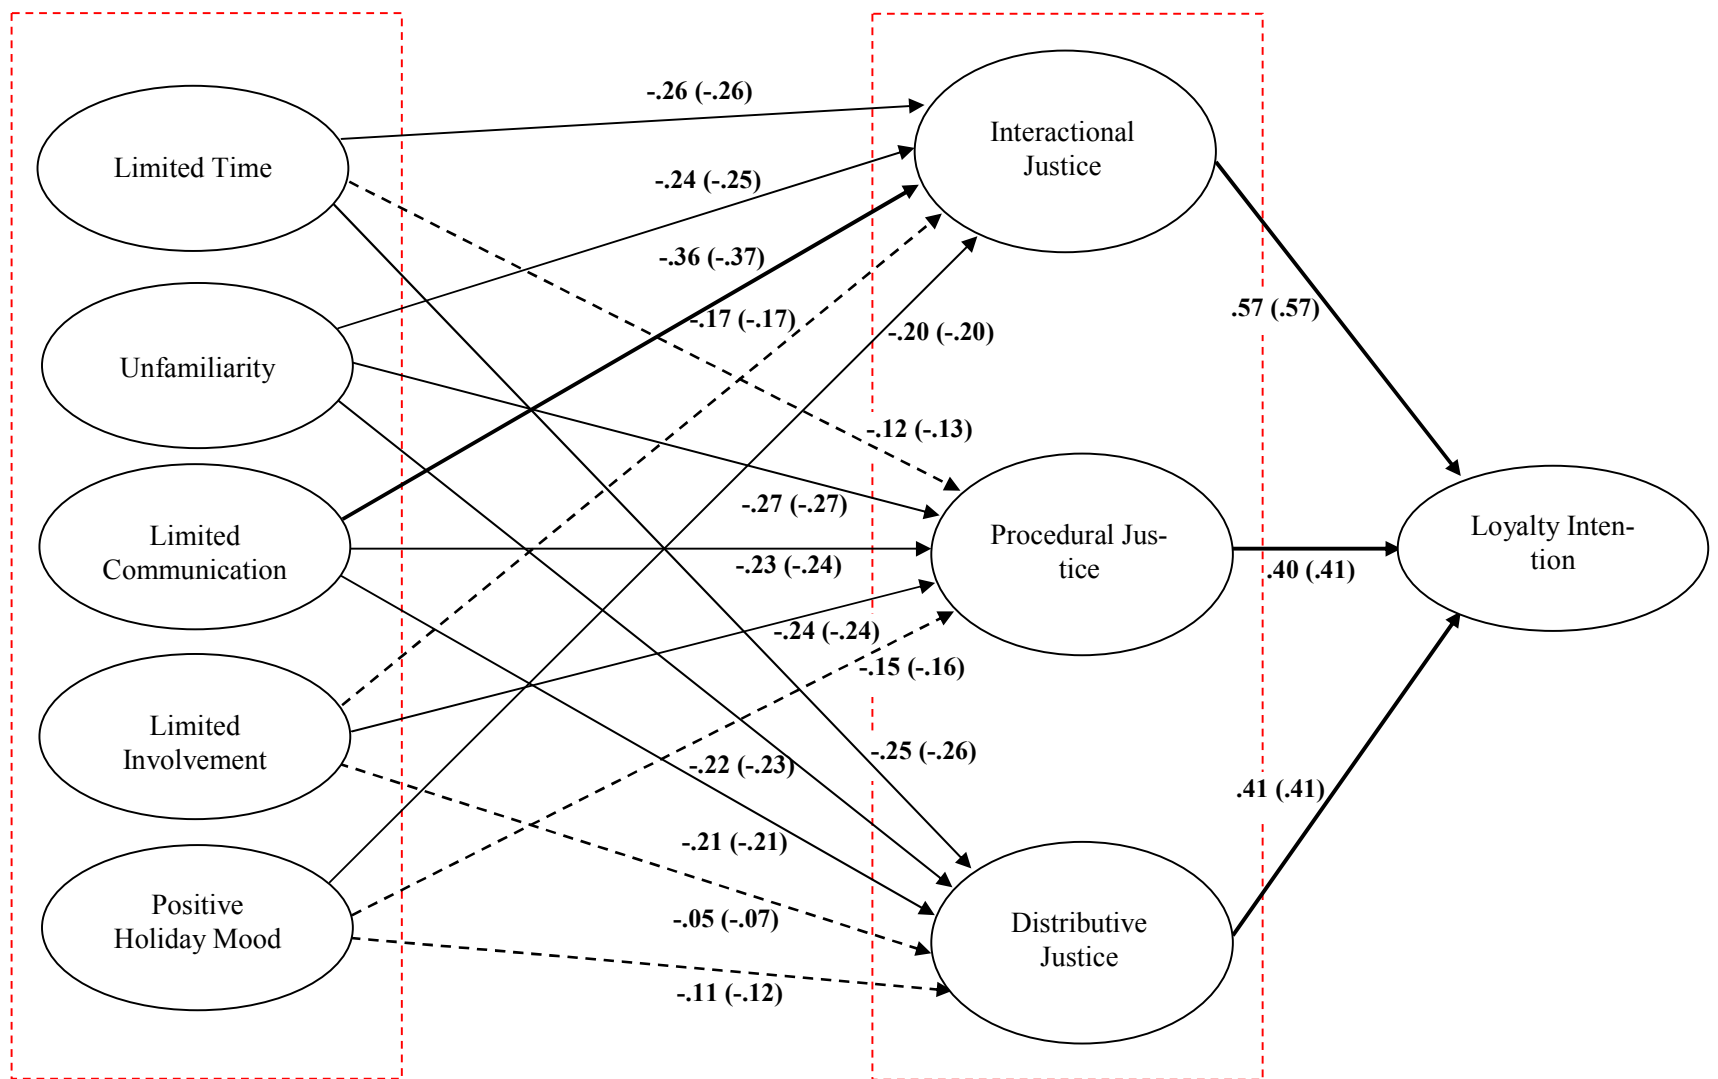 -.26 (-.26)
Interactional
Justice
Limited Time
-.24 (-.25)
-.36 (-.37)
-.17 (-.17)
-.20 (-.20)
.57 (.57)
Unfamiliarity
-.12 (-.13)
-.27 (-.27)
Limited
Communication
-.23 (-.24)
Procedural Jus-
tice
.40 (.41)
Loyalty Inten-
tion
-.24 (-.24)
-.15 (-.16)
Limited
Involvement
-.25 (-.26)
-.22 (-.23)
.41 (.41)
-.21 (-.21)
Positive
Holiday Mood
-.05 (-.07)
Distributive
Justice
-.11 (-.12)